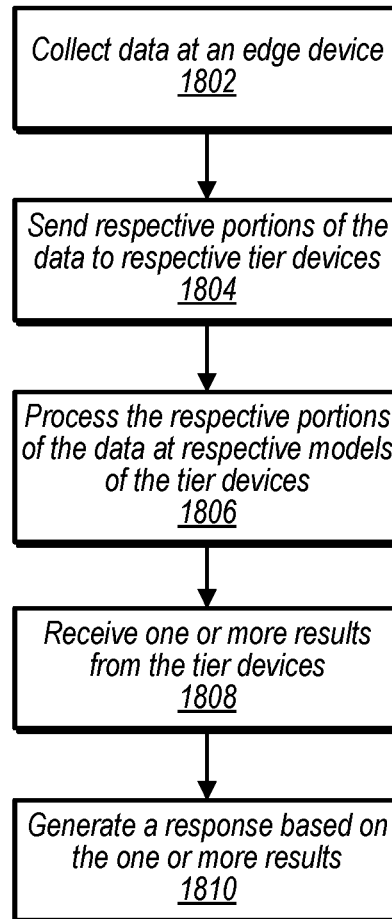 Collect data at an edge device
1802
Send respective portions of the
data to respective tier devices
1804
Process the respective portions
of the data at respective models
of the tier devices
1806
Receive one or more results
from the tier devices
1808
Generate a response based on
the one or more results
1810